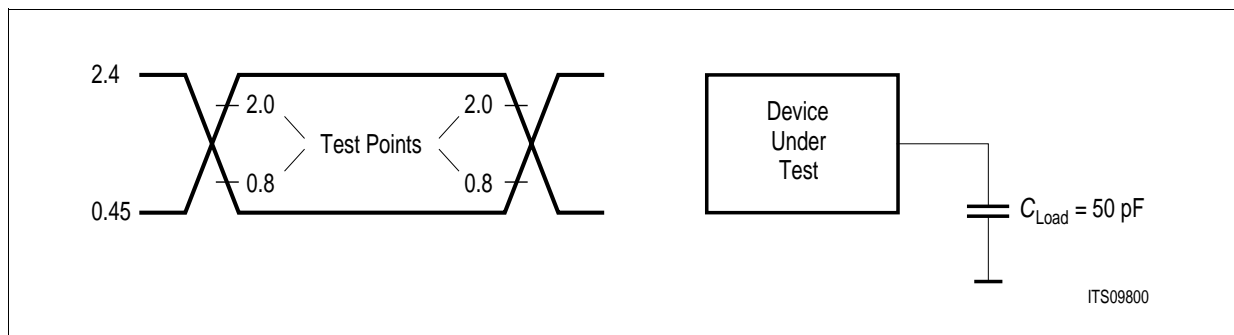 2.4
2.0
2.0
Test Points
0.8
0.8
0.45
Device
Under
Test
C Load = 50 pF
ITS09800